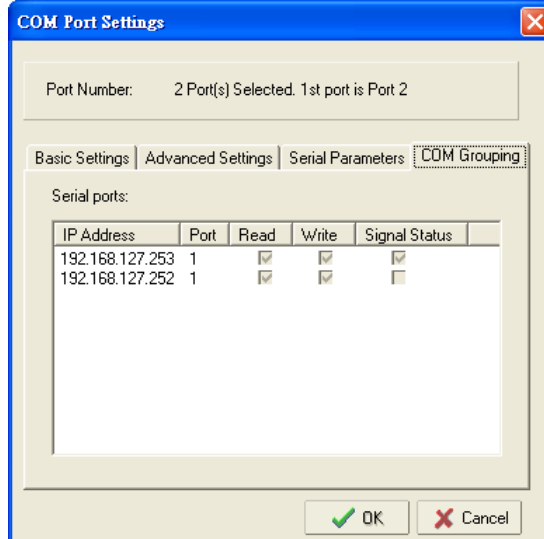 COM Port Settings
Port Number: 2 Port(s) Selected. 1st port is Port 2
Basic Settings Advanced Settings Serial Parameters COM Grouping
Serial ports:
IP Address Port Read Write Signal Status
192.168.127.253 1
192.168.127.252 1
OK Cancel